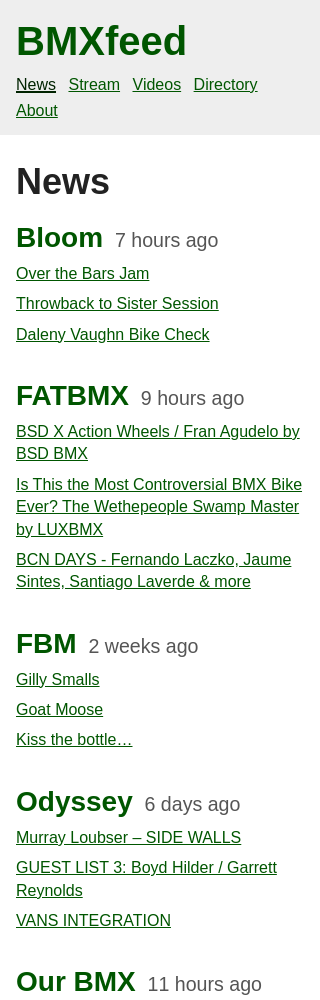 BMXfeed
News Stream Videos Directory
About
News
Bloom 7 hours ago
Over the Bars Jam
Throwback to Sister Session
Daleny Vaughn Bike Check
FATBMX 9 hours ago
BSD X Action Wheels / Fran Agudelo by
BSD BMX
Is This the Most Controversial BMX Bike
Ever? The Wethepeople Swamp Master
by LUXBMX
BCN DAYS - Fernando Laczko, Jaume
Sintes, Santiago Laverde & more
FBM 2 weeks ago
Gilly Smalls
Goat Moose
Kiss the bottle…
Odyssey 6 days ago
Murray Loubser – SIDE WALLS
GUEST LIST 3: Boyd Hilder / Garrett
Reynolds
VANS INTEGRATION
Our BMX 11 hours ago